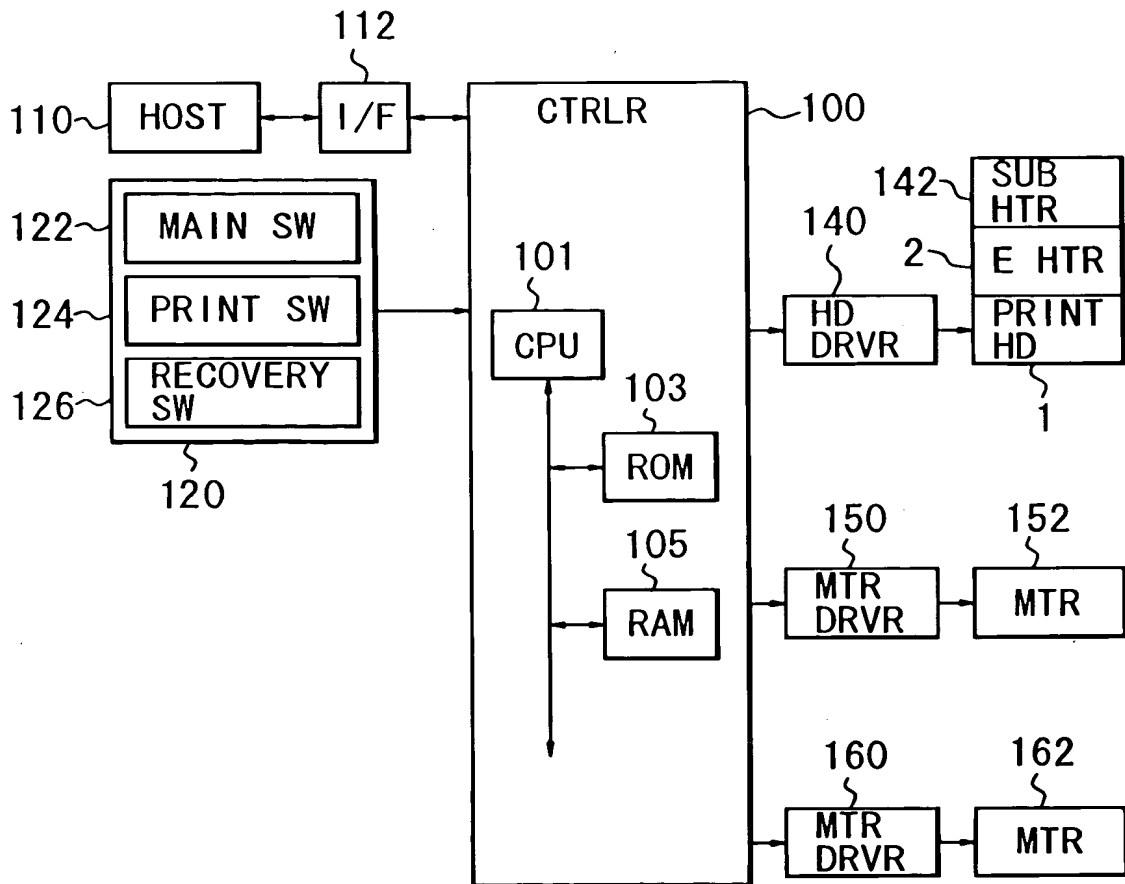 112
110
HOST
I/F
CTRLR
100
122
MAIN SW
124
PRINT SW
126
RECOVERY
SW
120
101
CPU
103
ROM
105
RAM
140
HD
DRVR
142
SUB
HTR
2
E HTR
PRINT
HD
1
150
MTR
DRVR
152
MTR
160
MTR
DRVR
162
MTR